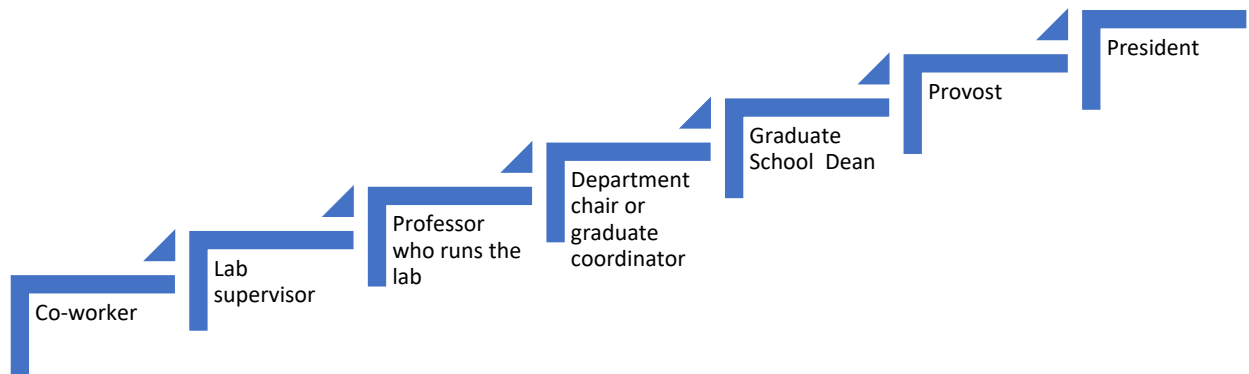 Co-worker
Lab
supervisor
Professor
who runs the
lab
Department
chair or
graduate
coordinator
Graduate
School Dean
Provost
President